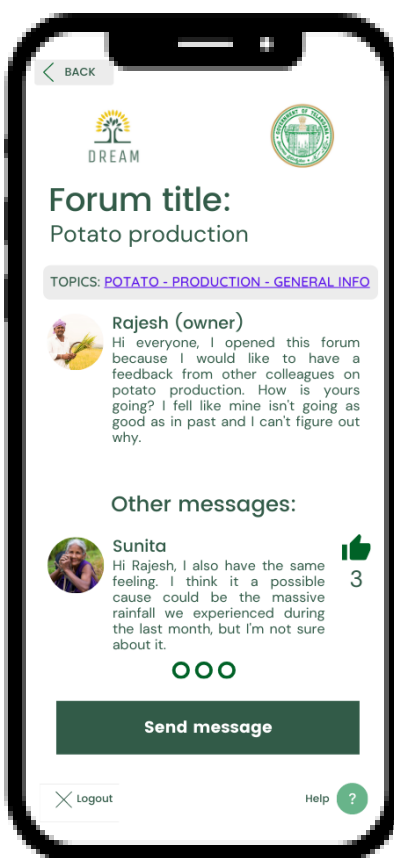 BACK
DREAM
GOVERNMENT OF TELANGANA
Forum title:
Potato production
TOPICS: POTATO - PRODUCTION - GENERAL INFO
Rajesh (owner)
Hi everyone, I opened this forum
because I would like to have a
feedback from other colleagues on
potato production. How is yours
going? I fell like mine isn't going as
good as in past and I can't figure out
why.
Other messages:
Sunita
Hi Rajesh, I also have the same
feeling. I think it a possible
cause could be the massive
rainfall we experienced during
the last month, but I'm not sure
about it.
3
Send message
Logout
Help ?